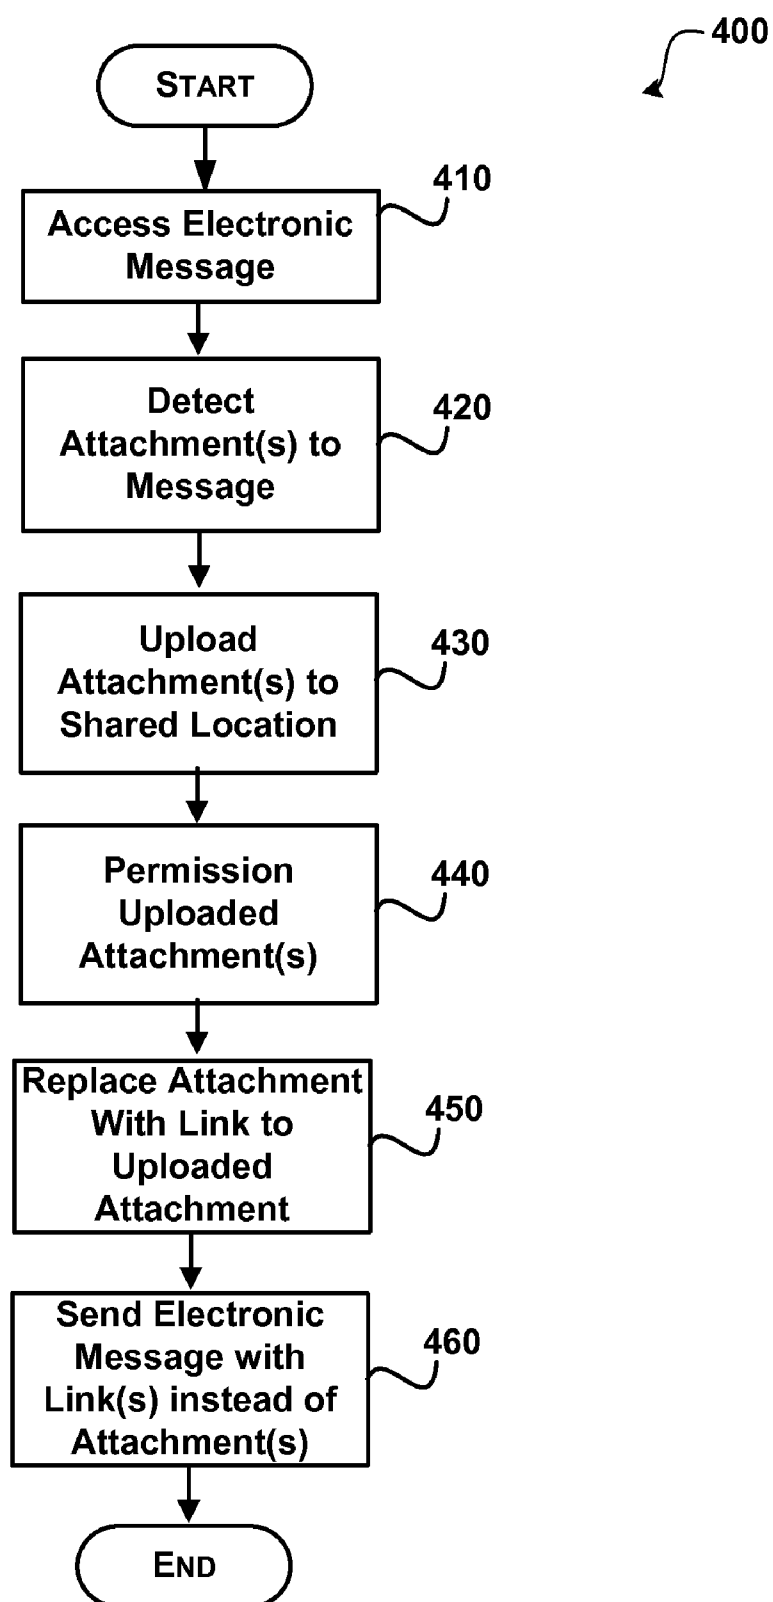 400
START
410
Access Electronic
Message
420
Detect
Attachment(s) to
Message
430
Upload
Attachment(s) to
Shared Location
440
Permission
Uploaded
Attachment(s)
450
Replace Attachment
With Link to
Uploaded
Attachment
460
Send Electronic
Message with
Link(s) instead of
Attachment(s)
END